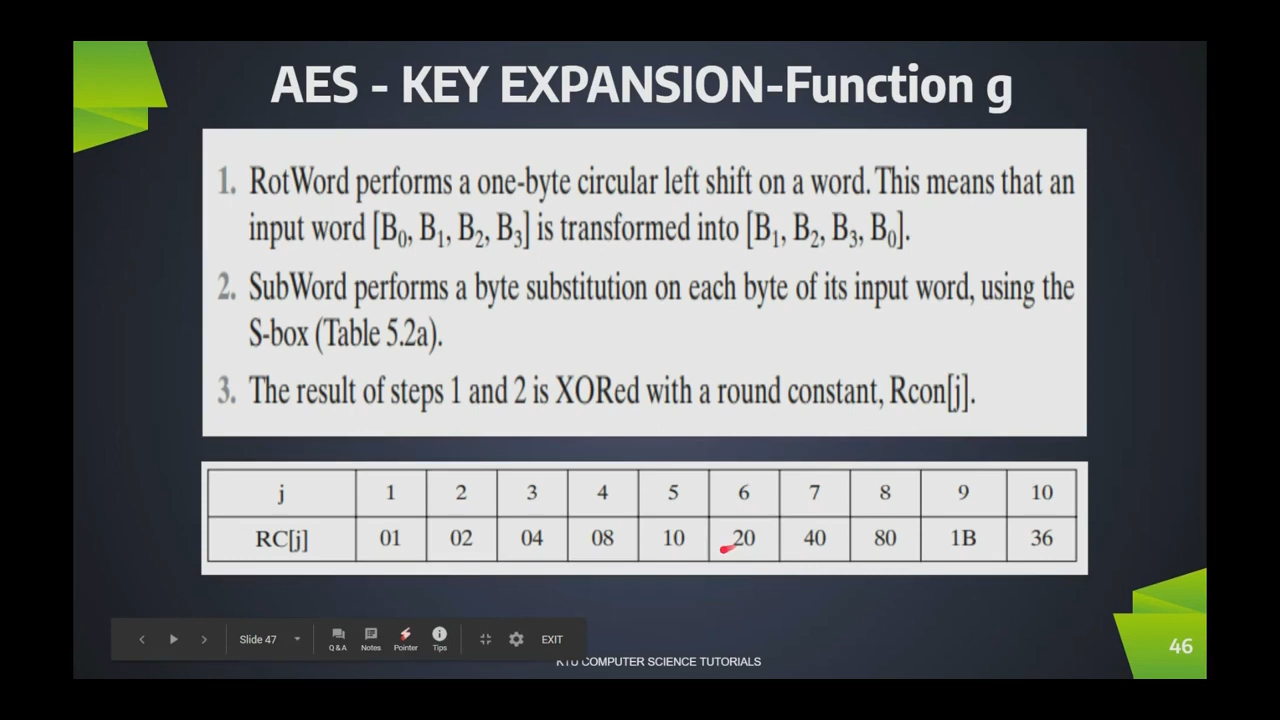 AES - KEY EXPANSION-Function g
1. RotWord performs a one-byte circular left shift on a word. This means that an
input word [B₀, B₁, B₂, B₃] is transformed into [B₁, B₂, B₃, B₀].
2. SubWord performs a byte substitution on each byte of its input word, using the
S-box (Table 5.2a).
3. The result of steps 1 and 2 is XORed with a round constant, Rcon[j].
j 1 2 3 4 5 6 7 8 9 10
RC[j] 01 02 04 08 10 20 40 80 1B 36
Slide 47
Q & A Notes Pointer Tips EXIT
46
KTU COMPUTER SCIENCE TUTORIALS